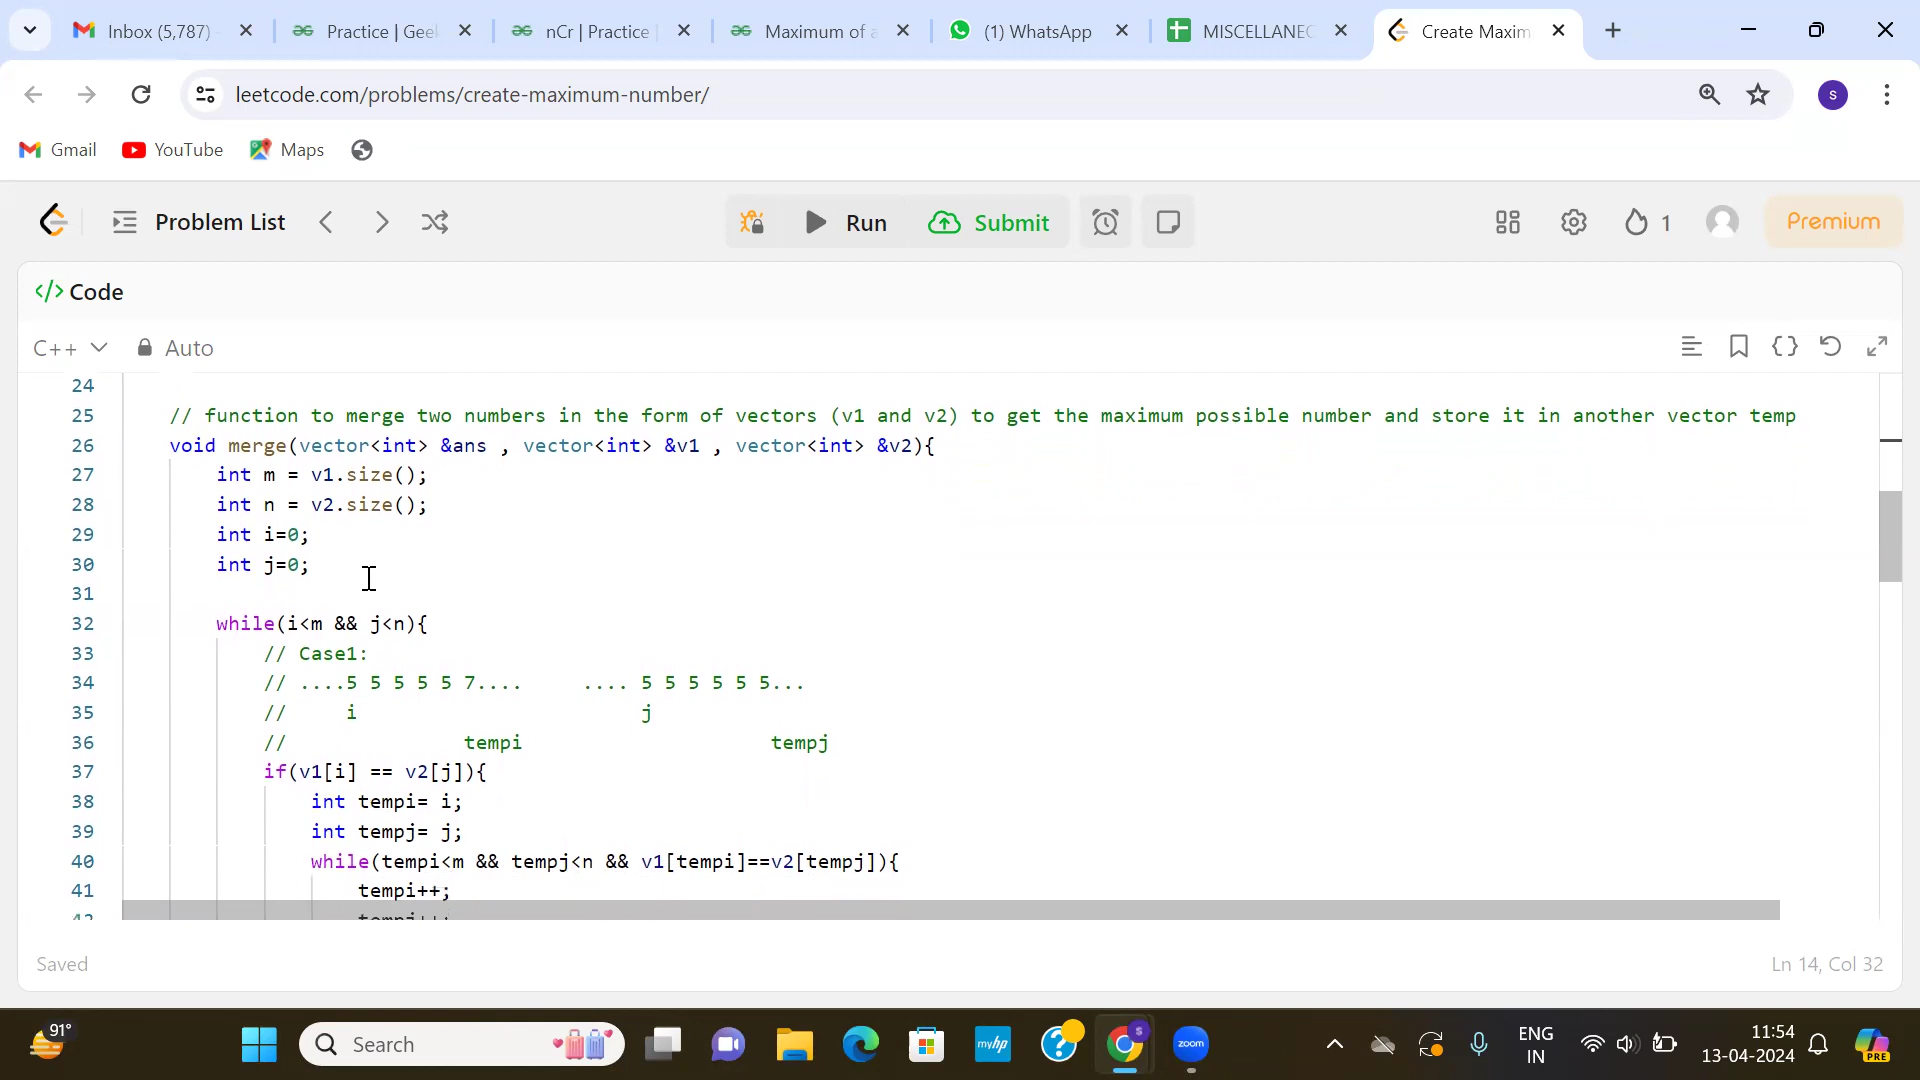 Inbox (5,787)
Practice | Geek
nCr | Practice
Maximum of a
(1) WhatsApp
MISCELLANEO
Create Maxim
leetcode.com/problems/create-maximum-number/
s
Gmail
YouTube
Maps
Problem List
Run
Submit
1
Premium
</> Code
C++
Auto
24
25 // function to merge two numbers in the form of vectors (v1 and v2) to get the maximum possible number and store it in another vector temp
26 void merge(vector<int> &ans , vector<int> &v1 , vector<int> &v2){
27 int m = v1.size();
28 int n = v2.size();
29 int i=0;
30 int j=0;
31
32 while(i<m && j<n){
33 // Case1:
34 // ....5 5 5 5 5 7.... .... 5 5 5 5 5 5...
35 // i j
36 // tempi tempj
37 if(v1[i] == v2[j]){
38 int tempi= i;
39 int tempj= j;
40 while(tempi<m && tempj<n && v1[tempi]==v2[tempj]){
41 tempi++;
42 tempj++;
Saved
Ln 14, Col 32
91°
Search
myhp
zoom
ENG
IN
11:54
13-04-2024
PRE